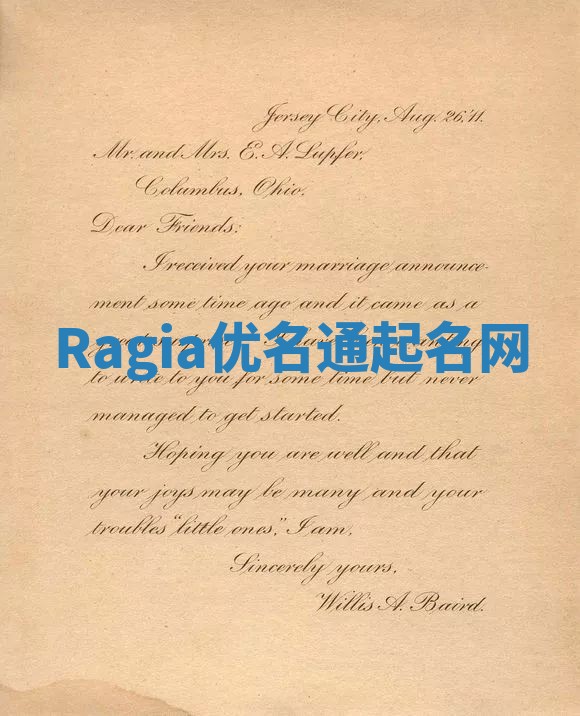 Jersey City, Aug. 26,'11.
Mr. and Mrs. E. A. Lupfer,
Columbus, Ohio.
Dear Friends:
I received your marriage announce-
ment some time ago and it came as a
Ragia优名通起名网
to write to you for some time but never
managed to get started.
Hoping you are well and that
your joys may be many and your
troubles "little ones," I am,
Sincerely yours,
Willis A. Baird.